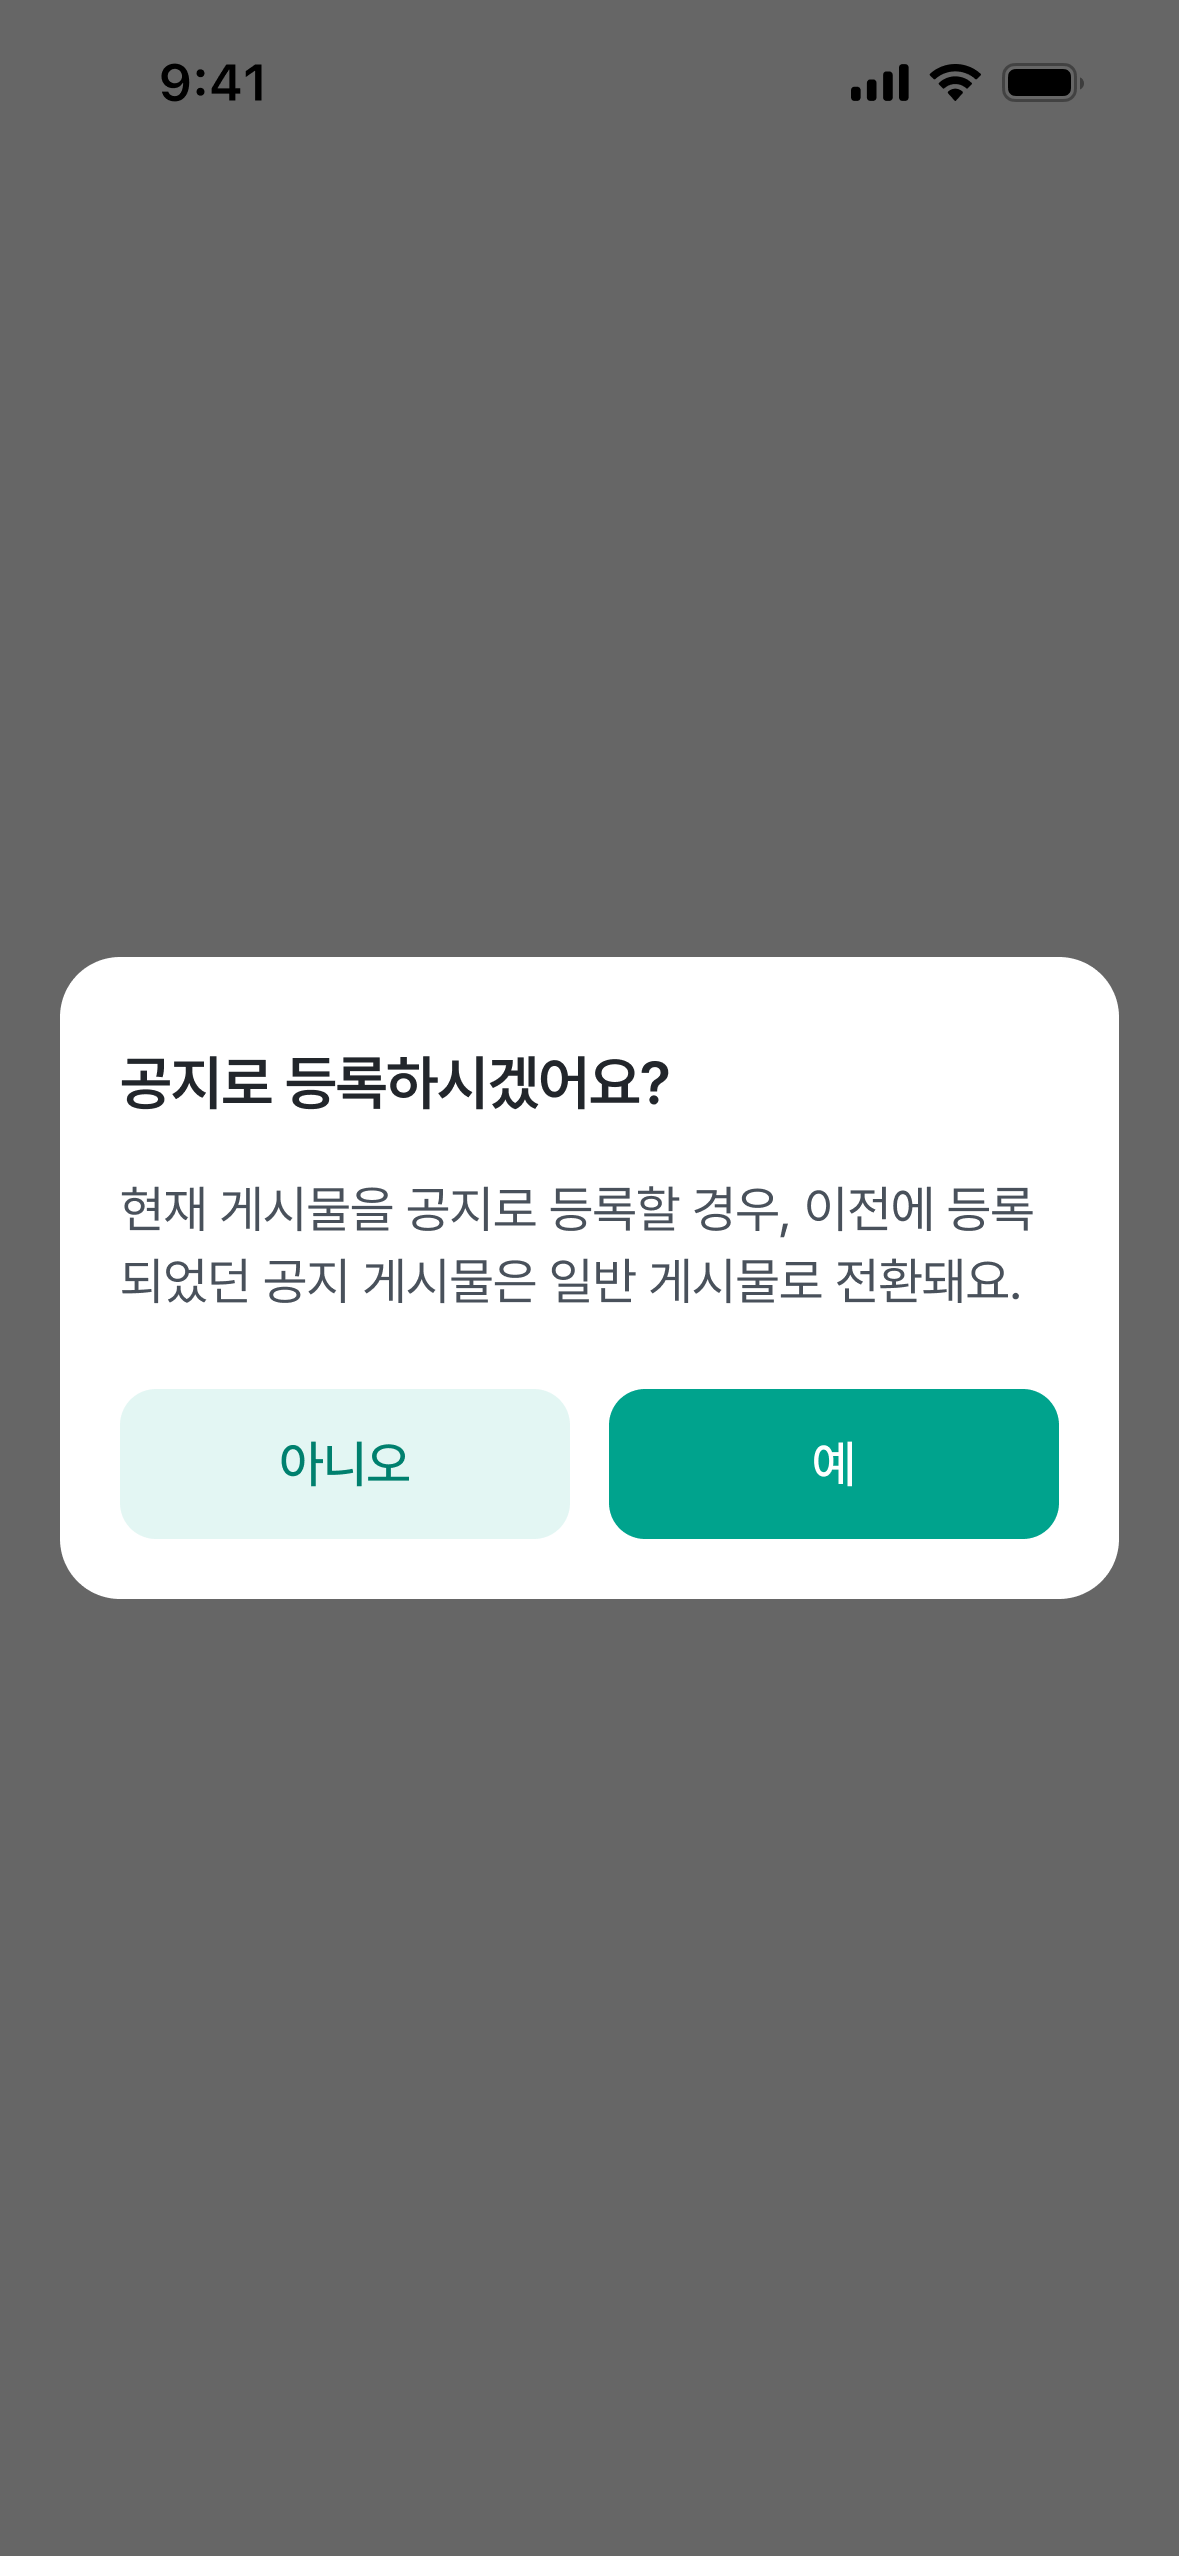 9:41
공지로 등록하시겠어요?
현재 게시물을 공지로 등록할 경우, 이전에 등록
되었던 공지 게시물은 일반 게시물로 전환돼요.
아니오
예